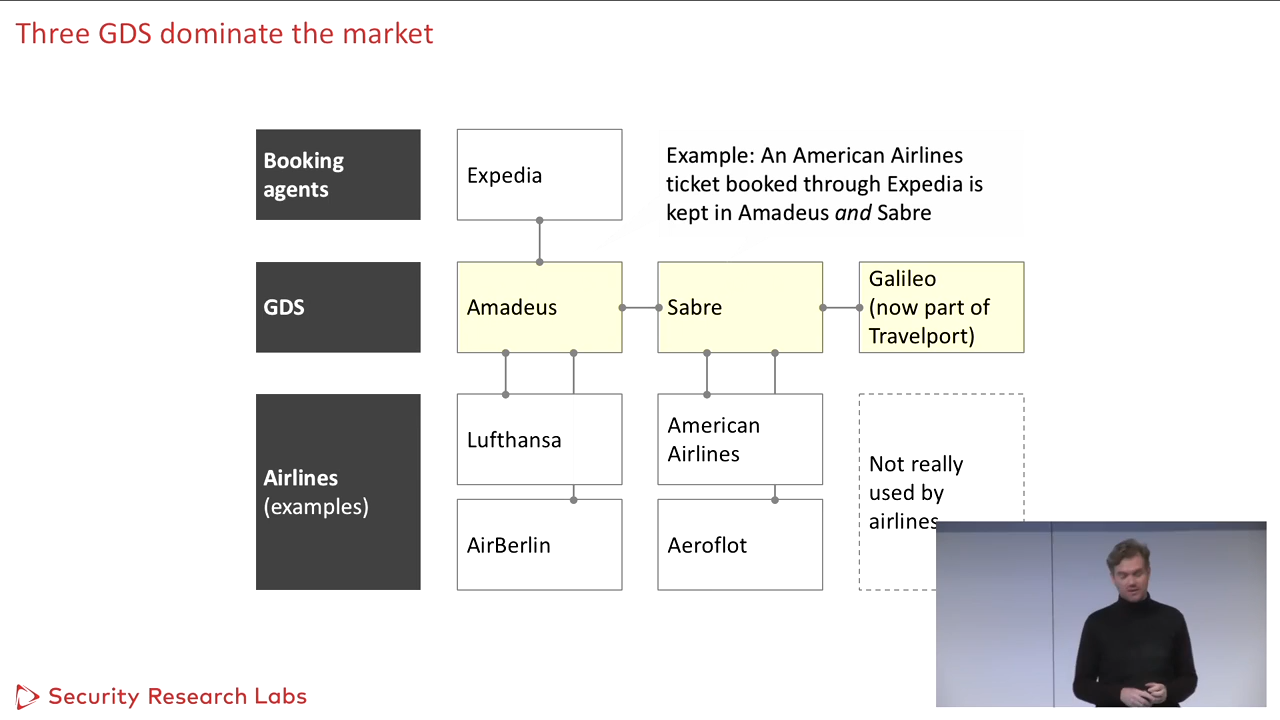 Three GDS dominate the market
Booking
agents
Expedia
Example: An American Airlines
ticket booked through Expedia is
kept in Amadeus and Sabre
GDS
Amadeus
Sabre
Galileo
(now part of
Travelport)
Airlines
(examples)
Lufthansa
American
Airlines
Not really
used by
airlines
AirBerlin
Aeroflot
Security Research Labs